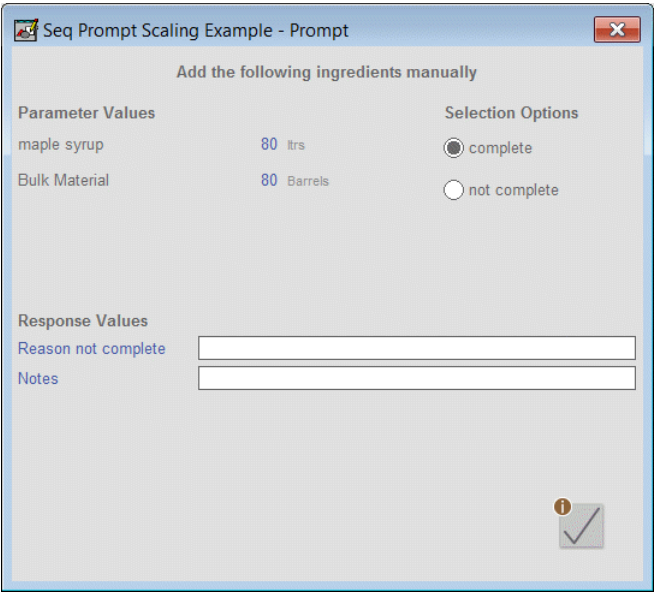 Seq Prompt Scaling Example - Prompt
Add the following ingredients manually
Parameter Values
Selection Options
maple syrup 80 ltrs
complete
Bulk Material 80 Barrels
not complete
Response Values
Reason not complete
Notes
i